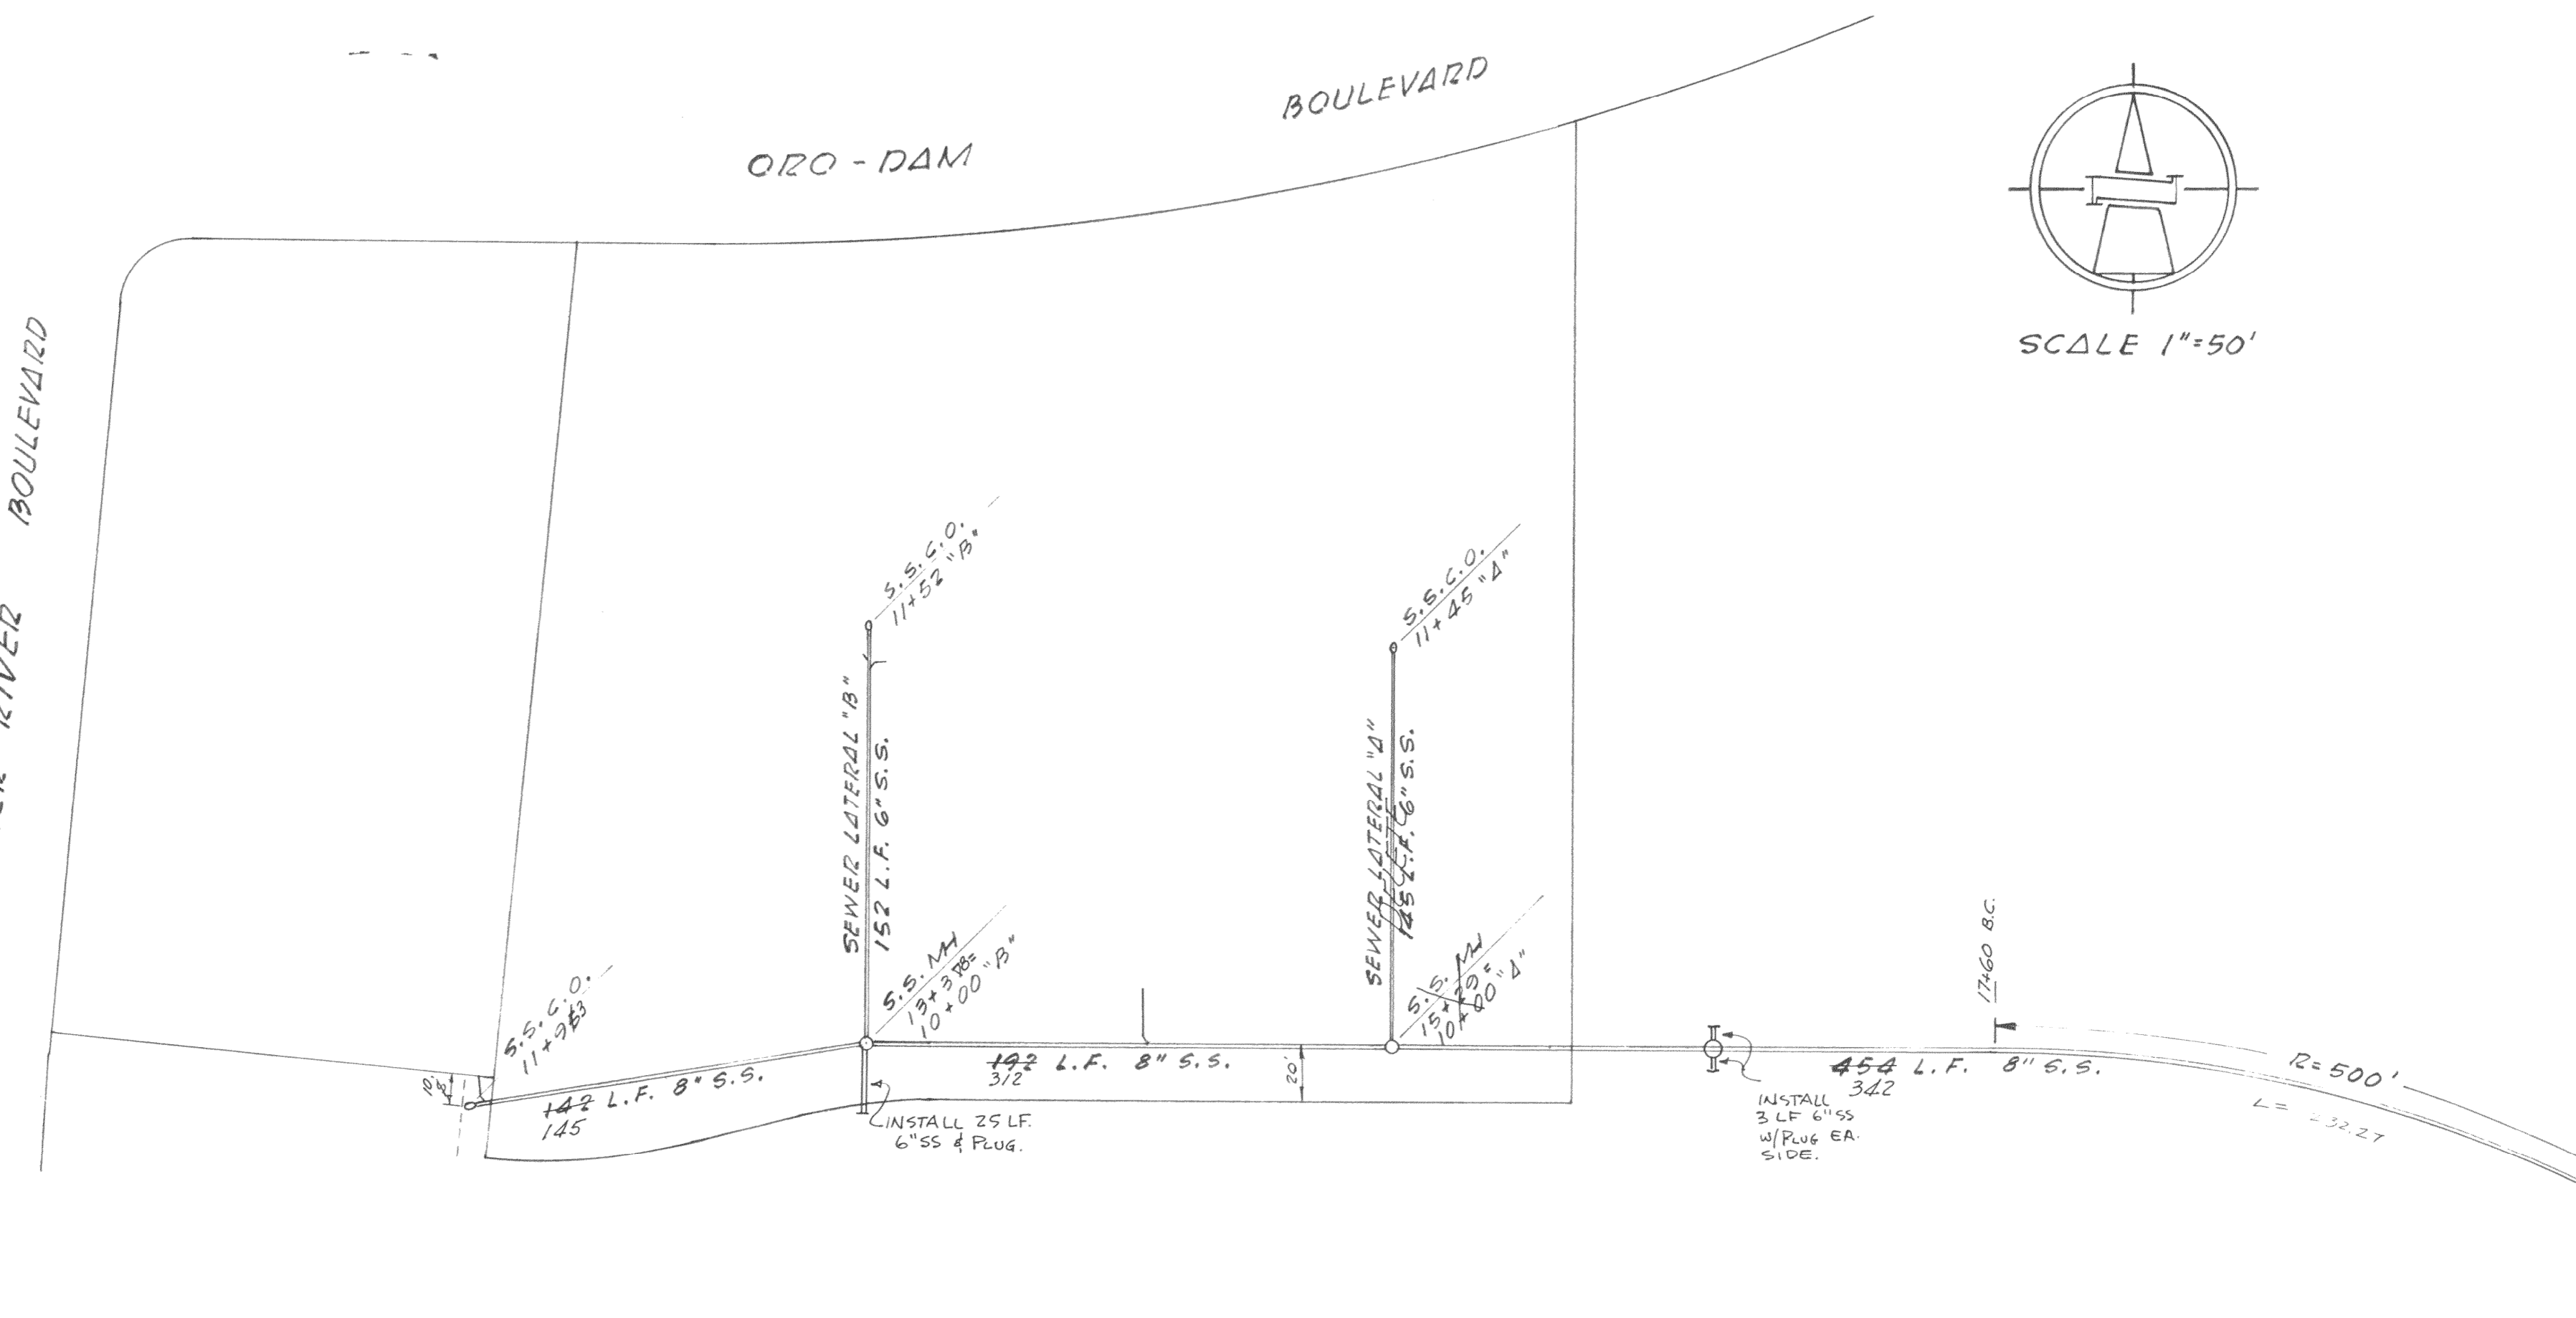 BOULEVARD
ORO - DAM
SCALE 1"=50'
BOULEVARD
RIVER
S. S. C. O.
11+52 "B"
S.S.C.O.
11+45 "A"
SEWER LATERAL "B"
152 L.F. 6" S.S.
SEWER LATERAL "A"
145 L.F. 6" S.S.
S.S. MH
10+00 "B"
S.S. MH
10+00 "A"
17+60 B.C.
S.S. C.O.
142 L.F. 8" S.S.
145
192 L.F. 8" S.S.
312
20'
454 L.F. 8" S.S.
342
R=500'
L=
INSTALL 25 LF.
6"SS & PLUG.
INSTALL
3 LF 6"SS
W/PLUG EA.
SIDE.